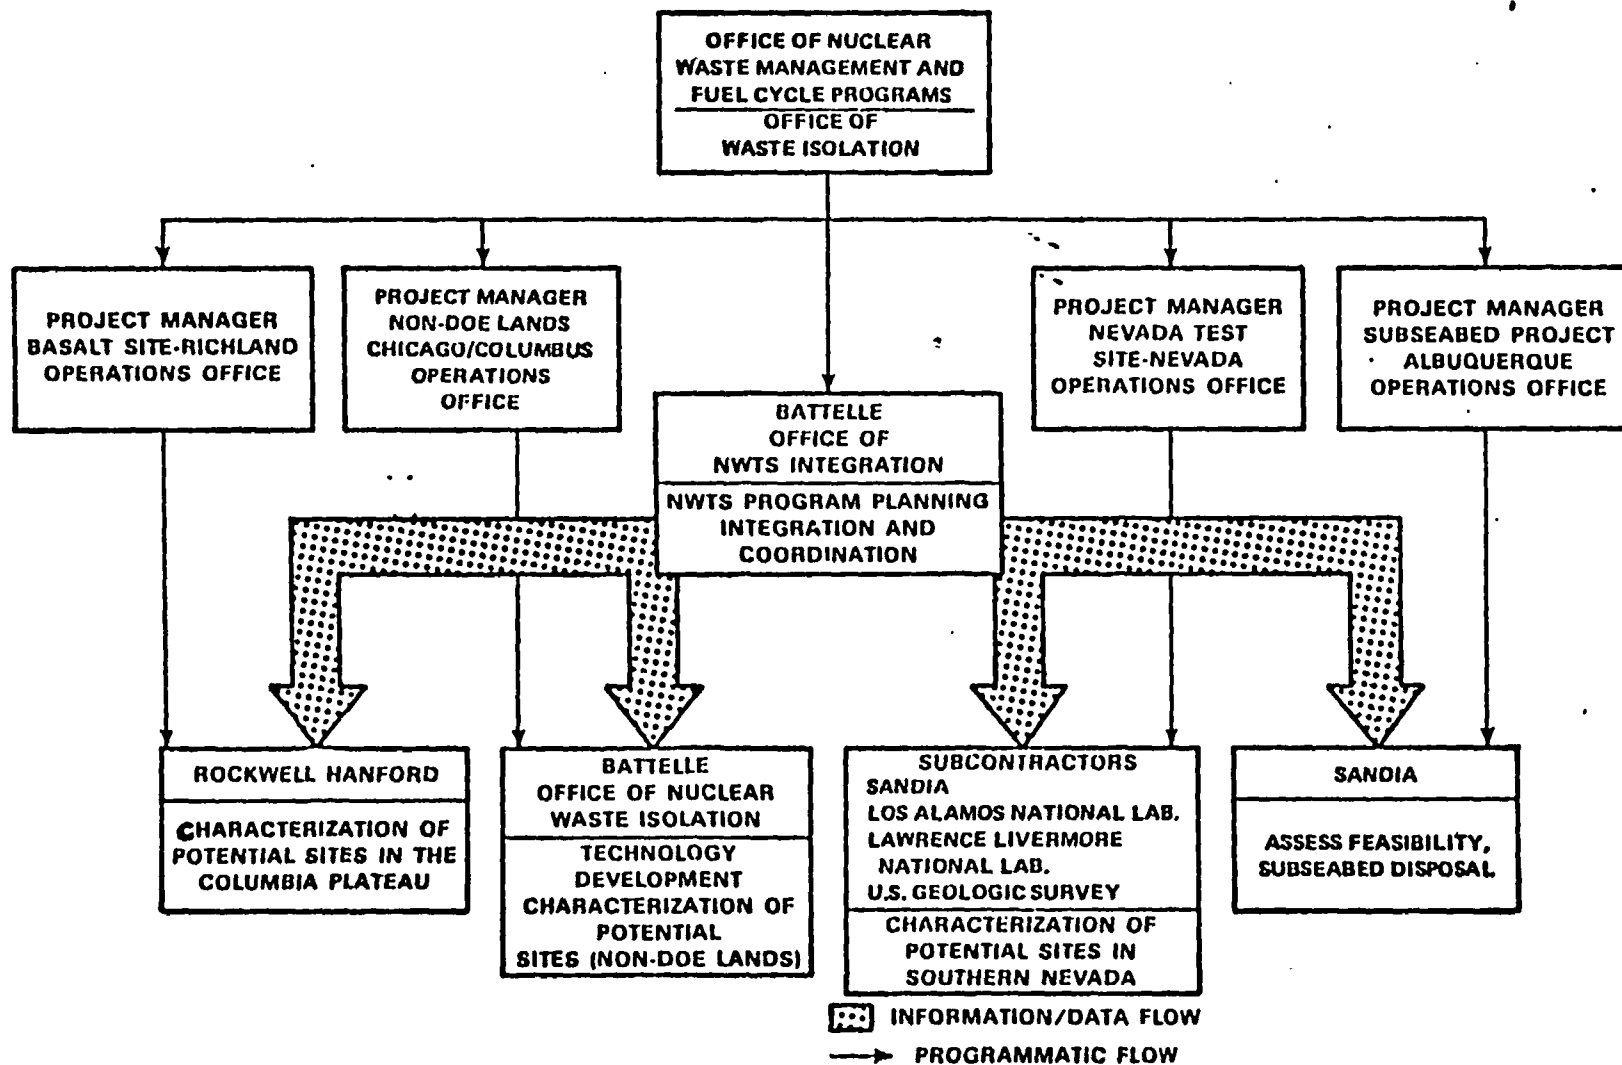 OFFICE OF NUCLEAR
WASTE MANAGEMENT AND
FUEL CYCLE PROGRAMS
OFFICE OF
WASTE ISOLATION
PROJECT MANAGER
BASALT SITE-RICHLAND
OPERATIONS OFFICE
PROJECT MANAGER
NON-DOE LANDS
CHICAGO/COLUMBUS
OPERATIONS
OFFICE
BATTELLE
OFFICE OF
NWTS INTEGRATION
NWTS PROGRAM PLANNING
INTEGRATION AND
COORDINATION
PROJECT MANAGER
NEVADA TEST
SITE-NEVADA
OPERATIONS OFFICE
PROJECT MANAGER
SUBSEABED PROJECT
ALBUQUERQUE
OPERATIONS OFFICE
ROCKWELL HANFORD
CHARACTERIZATION OF
POTENTIAL SITES IN THE
COLUMBIA PLATEAU
BATTELLE
OFFICE OF NUCLEAR
WASTE ISOLATION
TECHNOLOGY
DEVELOPMENT
CHARACTERIZATION OF
POTENTIAL
SITES (NON-DOE LANDS)
SUBCONTRACTORS
SANDIA
LOS ALAMOS NATIONAL LAB.
LAWRENCE LIVERMORE
NATIONAL LAB.
U.S. GEOLOGIC SURVEY
CHARACTERIZATION OF
POTENTIAL SITES IN
SOUTHERN NEVADA
SANDIA
ASSESS FEASIBILITY,
SUBSEABED DISPOSAL
INFORMATION/DATA FLOW
PROGRAMMATIC FLOW